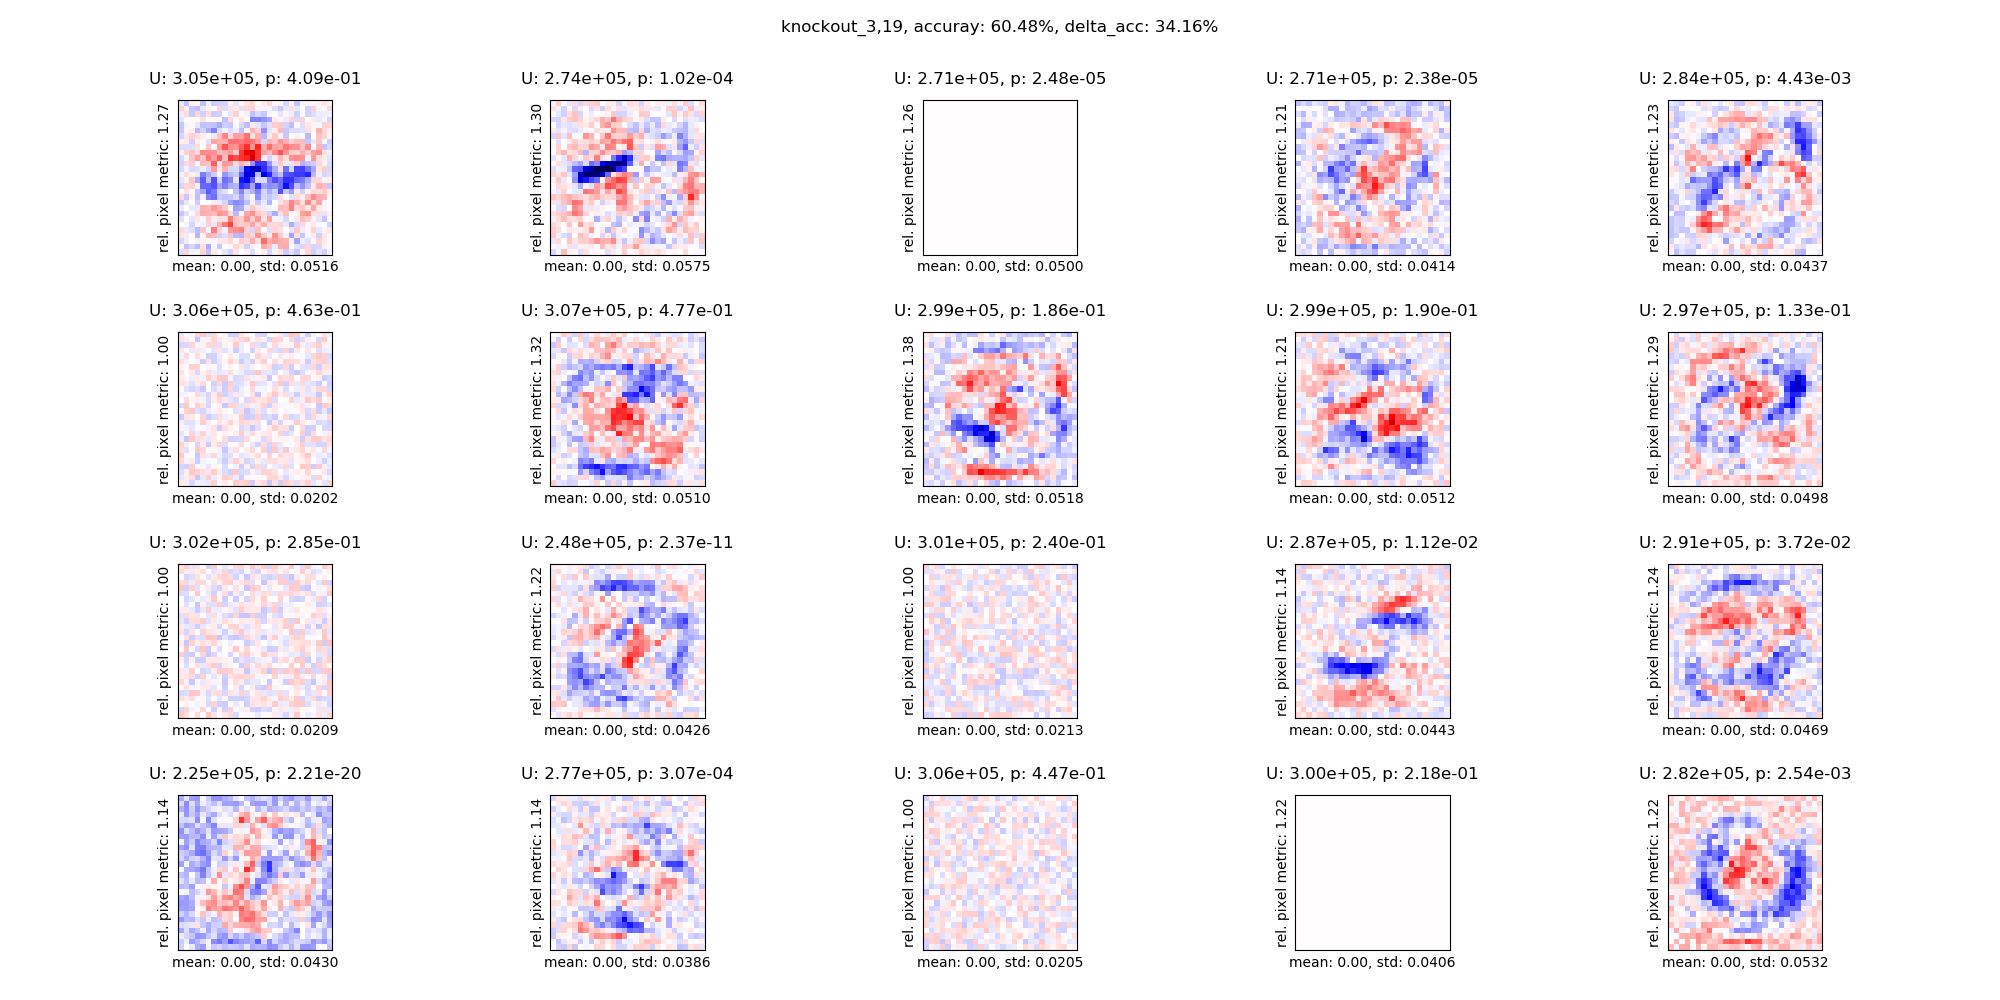 knockout_3,19, accuray: 60.48%, delta_acc: 34.16%
U: 3.05e+05, p: 4.09e-01
rel. pixel metric: 1.27
mean: 0.00, std: 0.0516
U: 2.74e+05, p: 1.02e-04
rel. pixel metric: 1.30
mean: 0.00, std: 0.0575
U: 2.71e+05, p: 2.48e-05
rel. pixel metric: 1.26
mean: 0.00, std: 0.0500
U: 2.71e+05, p: 2.38e-05
rel. pixel metric: 1.21
mean: 0.00, std: 0.0414
U: 2.84e+05, p: 4.43e-03
rel. pixel metric: 1.23
mean: 0.00, std: 0.0437
U: 3.06e+05, p: 4.63e-01
rel. pixel metric: 1.00
mean: 0.00, std: 0.0202
U: 3.07e+05, p: 4.77e-01
rel. pixel metric: 1.32
mean: 0.00, std: 0.0510
U: 2.99e+05, p: 1.86e-01
rel. pixel metric: 1.38
mean: 0.00, std: 0.0518
U: 2.99e+05, p: 1.90e-01
rel. pixel metric: 1.21
mean: 0.00, std: 0.0512
U: 2.97e+05, p: 1.33e-01
rel. pixel metric: 1.29
mean: 0.00, std: 0.0498
U: 3.02e+05, p: 2.85e-01
rel. pixel metric: 1.00
mean: 0.00, std: 0.0209
U: 2.48e+05, p: 2.37e-11
rel. pixel metric: 1.22
mean: 0.00, std: 0.0426
U: 3.01e+05, p: 2.40e-01
rel. pixel metric: 1.00
mean: 0.00, std: 0.0213
U: 2.87e+05, p: 1.12e-02
rel. pixel metric: 1.14
mean: 0.00, std: 0.0443
U: 2.91e+05, p: 3.72e-02
rel. pixel metric: 1.24
mean: 0.00, std: 0.0469
U: 2.25e+05, p: 2.21e-20
rel. pixel metric: 1.14
mean: 0.00, std: 0.0430
U: 2.77e+05, p: 3.07e-04
rel. pixel metric: 1.14
mean: 0.00, std: 0.0386
U: 3.06e+05, p: 4.47e-01
rel. pixel metric: 1.00
mean: 0.00, std: 0.0205
U: 3.00e+05, p: 2.18e-01
rel. pixel metric: 1.22
mean: 0.00, std: 0.0406
U: 2.82e+05, p: 2.54e-03
rel. pixel metric: 1.22
mean: 0.00, std: 0.0532